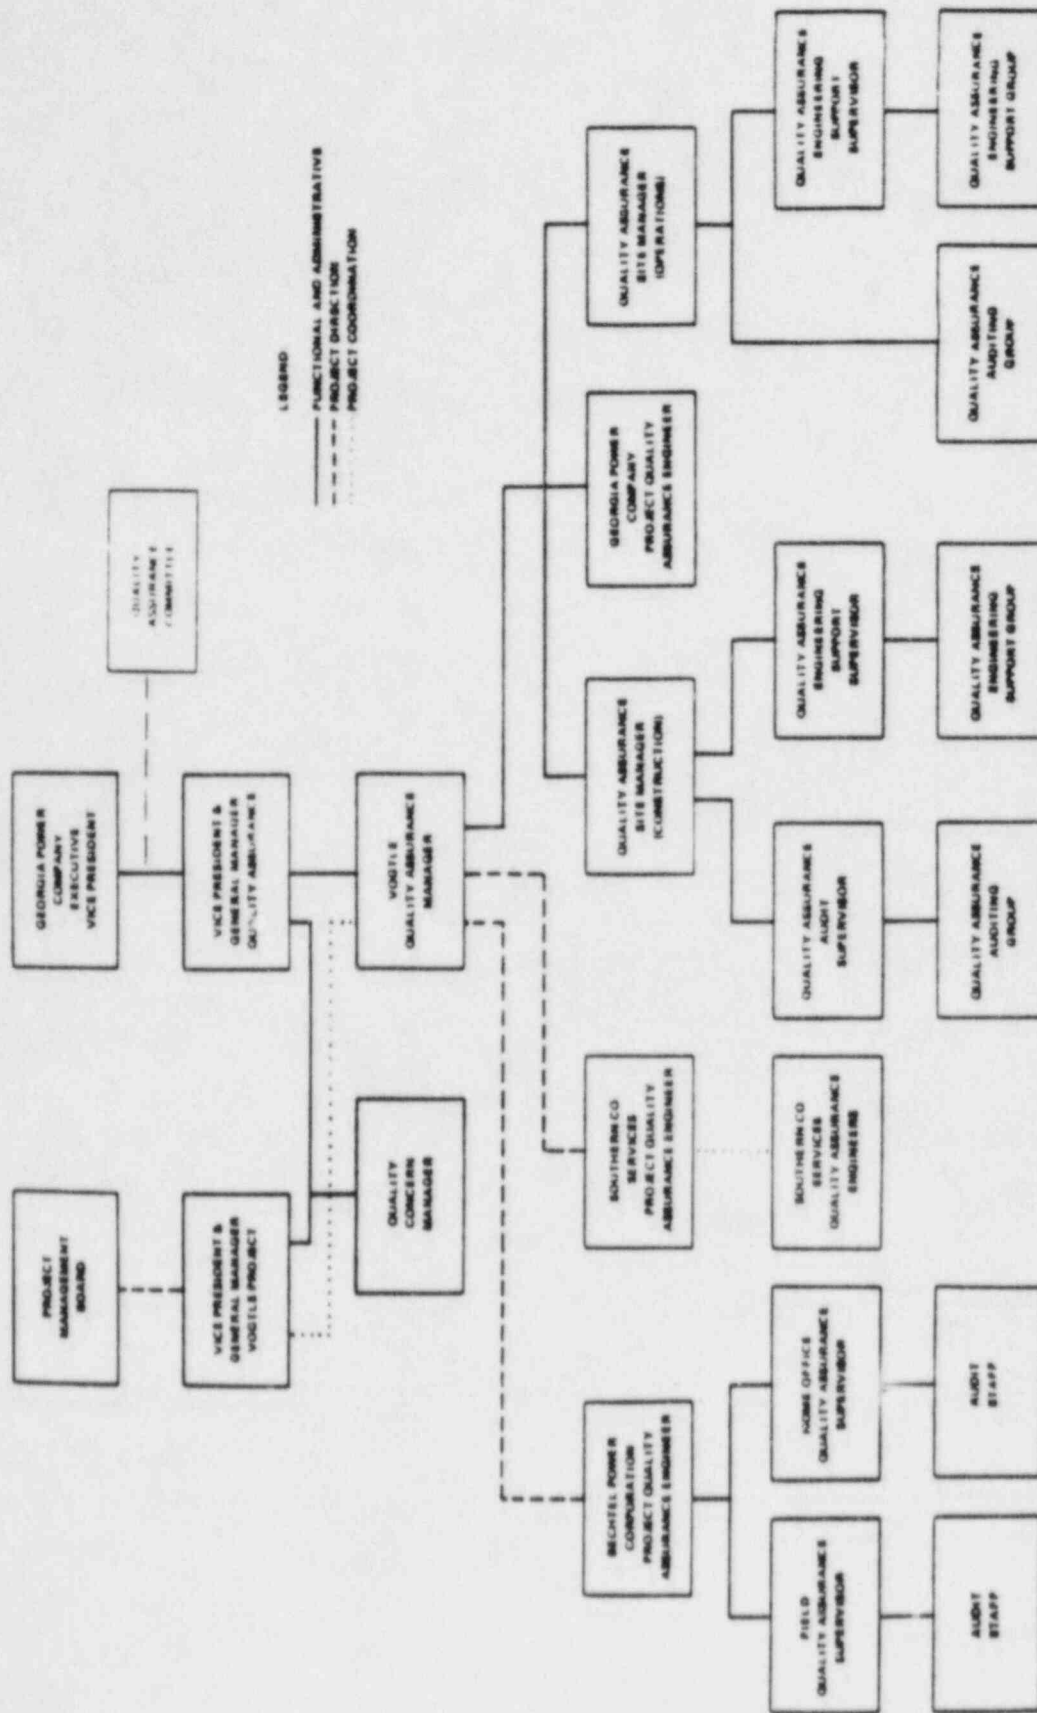 PROJECT
MANAGEMENT
BOARD
GEORGIA POWER
COMPANY
EXECUTIVE
VICE PRESIDENT
QUALITY
ASSURANCE
COMMITTEE
VICE PRESIDENT &
GENERAL MANAGER
VOGTLE PROJECT
VICE PRESIDENT &
GENERAL MANAGER
QUALITY ASSURANCE
LEGEND
FUNCTIONAL AND ADMINISTRATIVE
PROJECT DIRECTION
PROJECT COORDINATION
QUALITY
CONCERN
MANAGER
VOGTLE
QUALITY ASSURANCE
MANAGER
BECHTEL POWER
CORPORATION
PROJECT QUALITY
ASSURANCE ENGINEER
SOUTHERN CO
SERVICES
PROJECT QUALITY
ASSURANCE ENGINEER
QUALITY ASSURANCE
SITE MANAGER
(CONSTRUCTION)
GEORGIA POWER
COMPANY
PROJECT QUALITY
ASSURANCE ENGINEER
QUALITY ASSURANCE
SITE MANAGER
(OPERATIONS)
FIELD
QUALITY ASSURANCE
SUPERVISOR
HOME OFFICE
QUALITY ASSURANCE
SUPERVISOR
SOUTHERN CO
SERVICES
QUALITY ASSURANCE
ENGINEERS
QUALITY ASSURANCE
AUDIT
SUPERVISOR
QUALITY ASSURANCE
ENGINEERING
SUPPORT
SUPERVISOR
QUALITY ASSURANCE
ENGINEERING
SUPPORT
SUPERVISOR
AUDIT
STAFF
AUDIT
STAFF
QUALITY ASSURANCE
AUDITING
GROUP
QUALITY ASSURANCE
ENGINEERING
SUPPORT GROUP
QUALITY ASSURANCE
AUDITING
GROUP
QUALITY ASSURANCE
ENGINEERING
SUPPORT GROUP